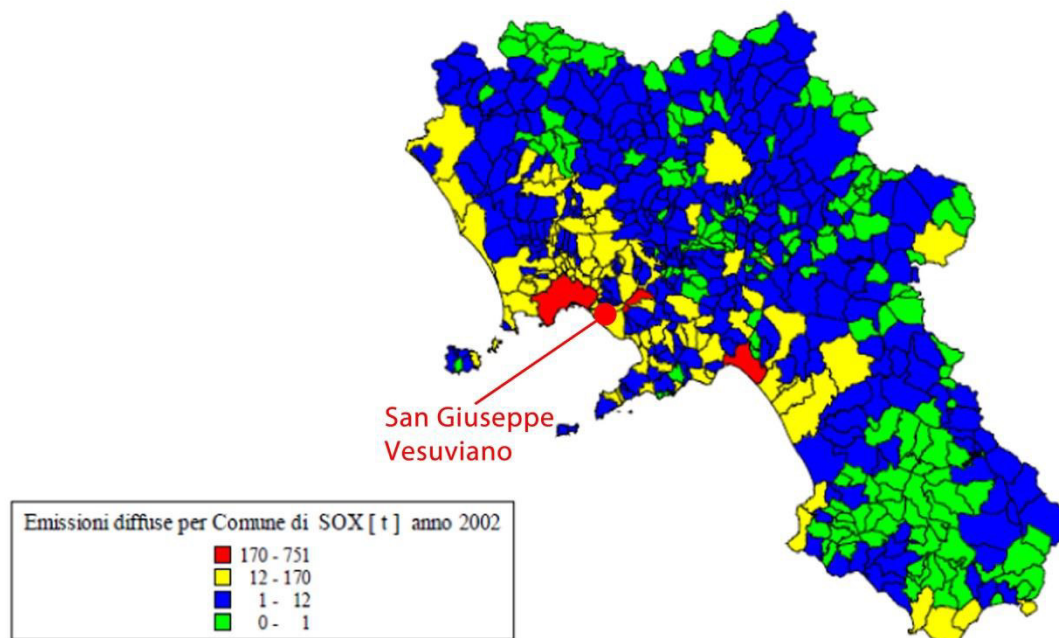 San Giuseppe
Vesuviano
Emissioni diffuse per Comune di SOX [ t ] anno 2002
170 - 751
12 - 170
1 - 12
0 - 1